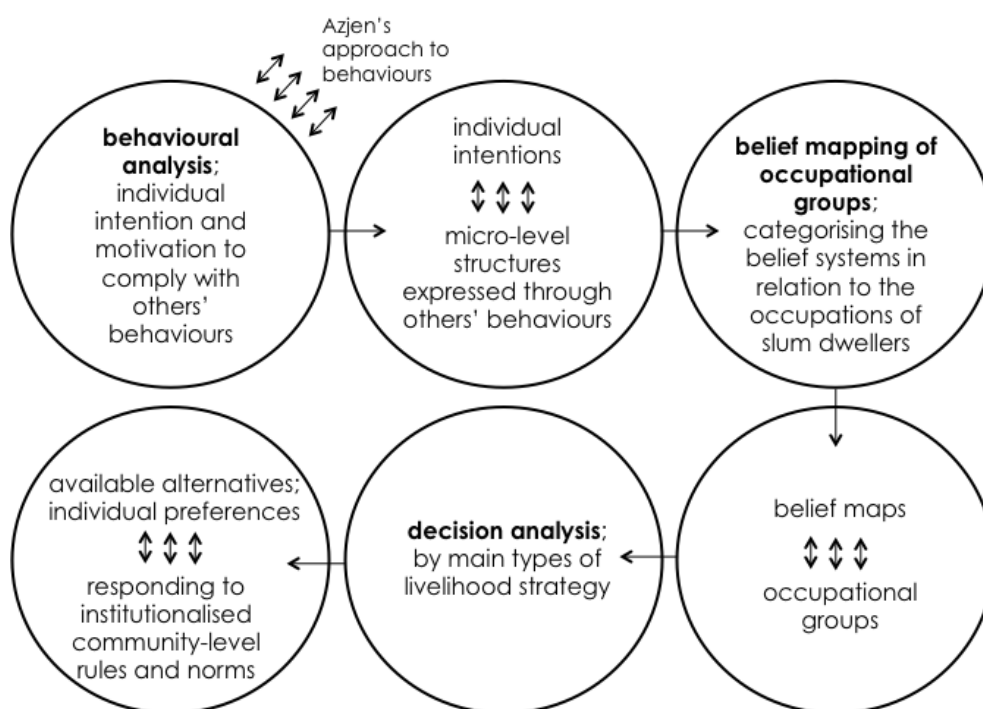 Azjen's
approach to
behaviours
behavioural
analysis;
individual
intention and
motivation to
comply with
others'
behaviours
individual
intentions
micro-level
structures
expressed through
others' behaviours
belief mapping of
occupational
groups;
categorising the
belief systems in
relation to the
occupations of
slum dwellers
belief maps
occupational
groups
decision analysis;
by main types of
livelihood strategy
available alternatives;
individual preferences
responding to
institutionalised
community-level
rules and norms